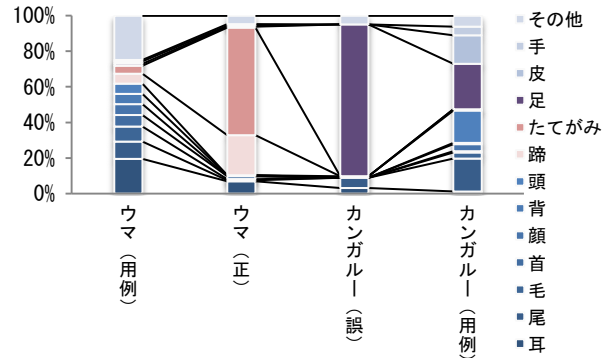 100%
80%
60%
40%
20%
0%
ウマ（用例）
ウマ（正）
カンガルー（誤）
カンガルー（用例）
その他
手
皮
足
たてがみ
蹄
頭
背
顔
首
毛
尾
耳